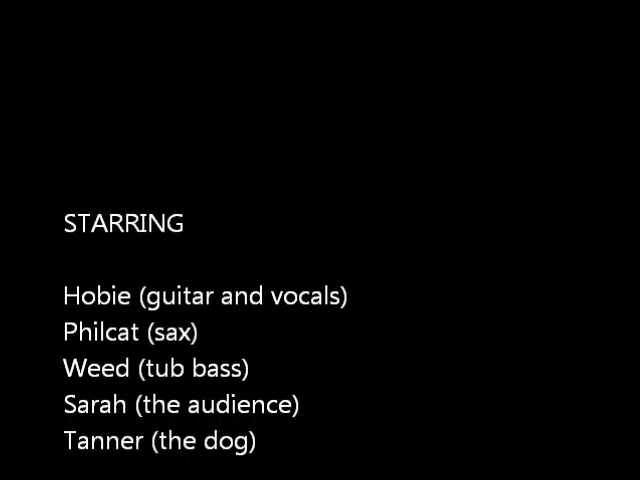 STARRING
Hobie (guitar and vocals)
Philcat (sax)
Weed (tub bass)
Sarah (the audience)
Tanner (the dog)